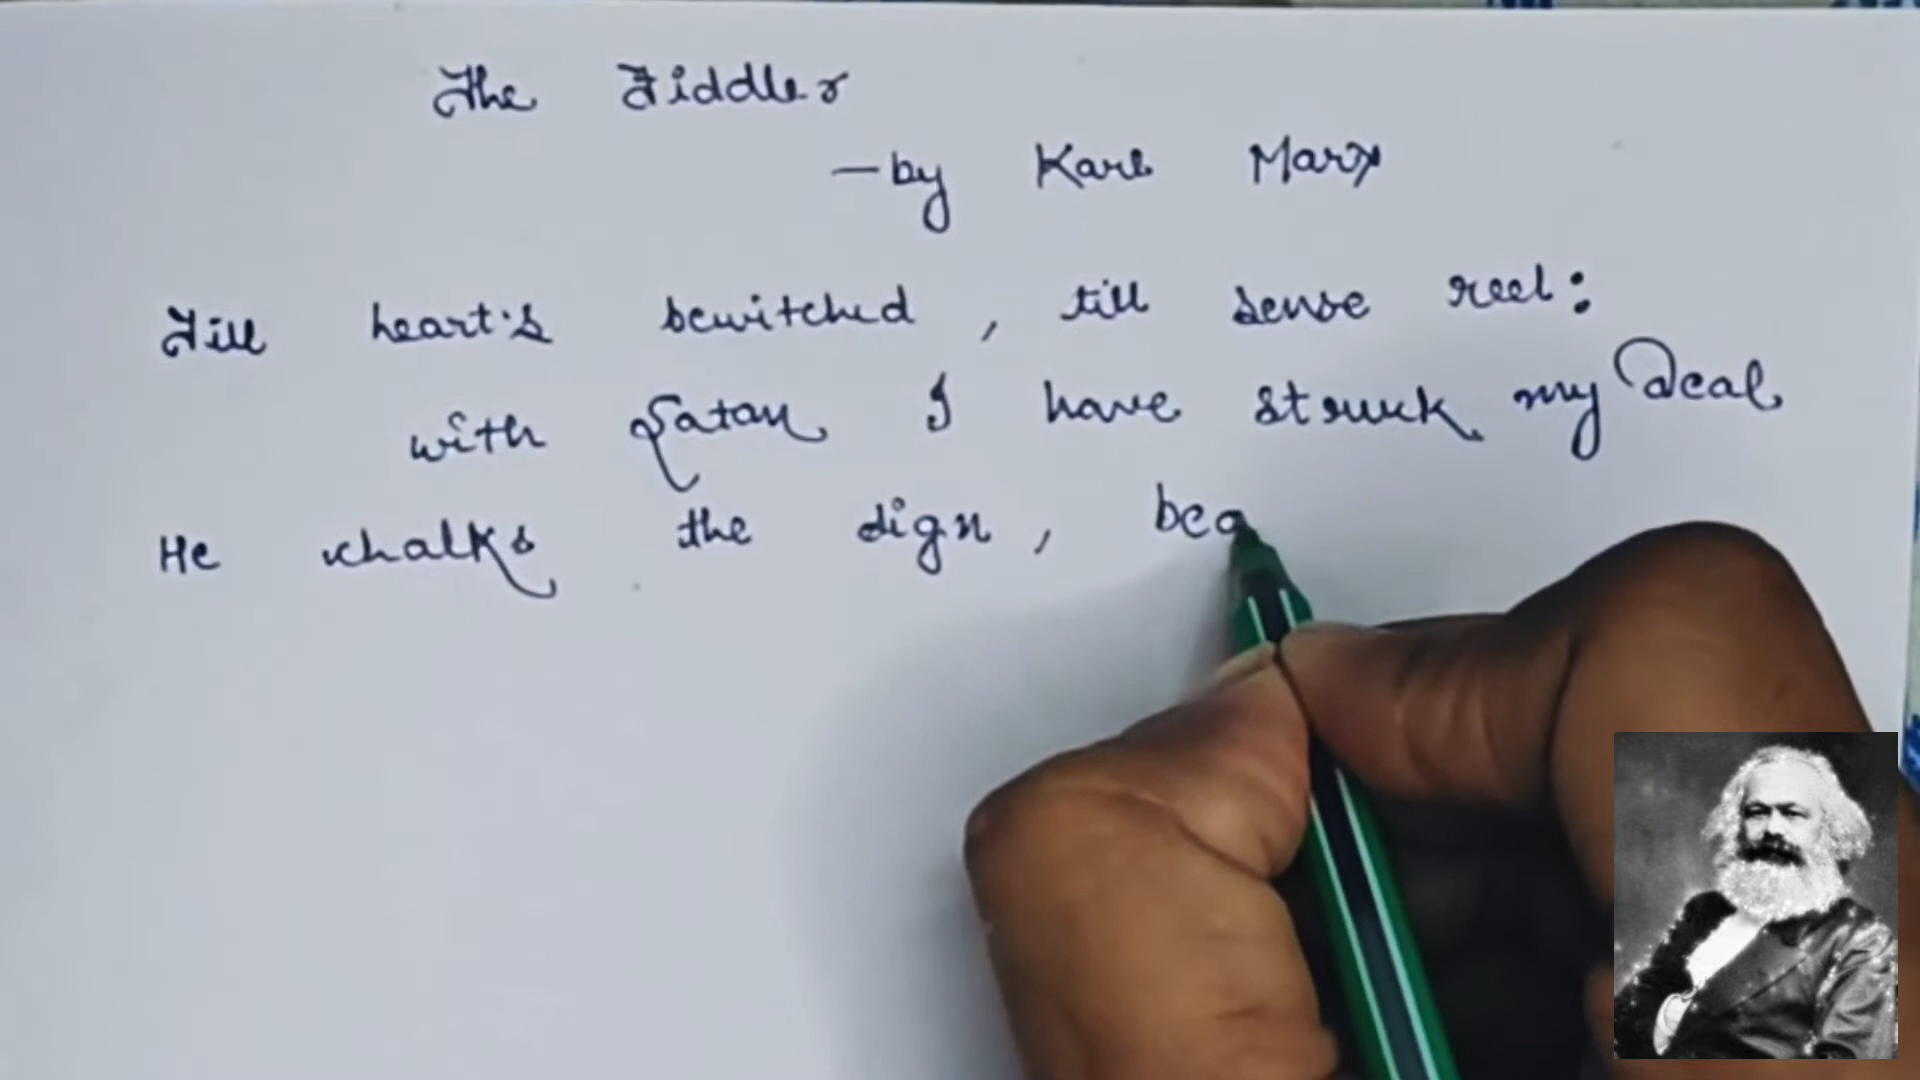 The Fiddler
— by Karl Marx
Till heart's bewitched, till sense reel:
with Satan I have struck my deal
He chalks the sign, bea